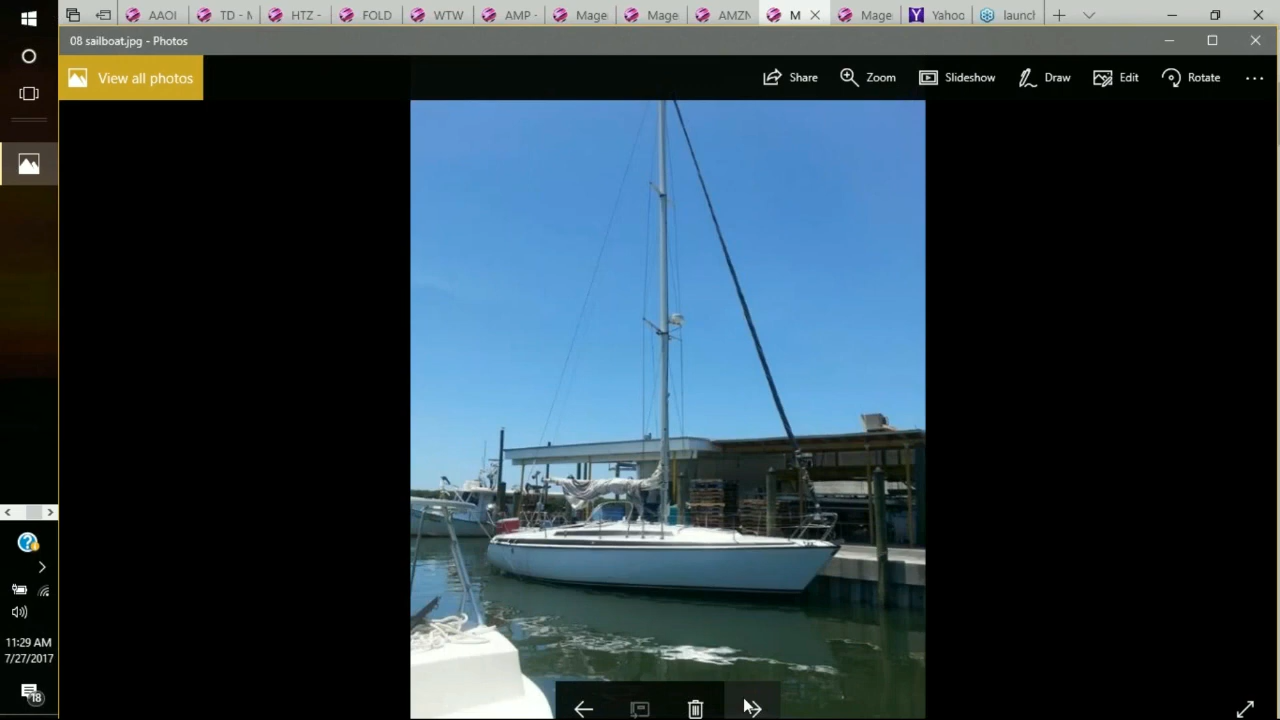 AAOI
TD - M
HTZ -
FOLD
WTW
AMP -
Mage
Mage
AMZN
M
Mage
Yahoo
launch
08 sailboat.jpg - Photos
View all photos
Share
Zoom
Slideshow
Draw
Edit
Rotate
11:29 AM
7/27/2017
18